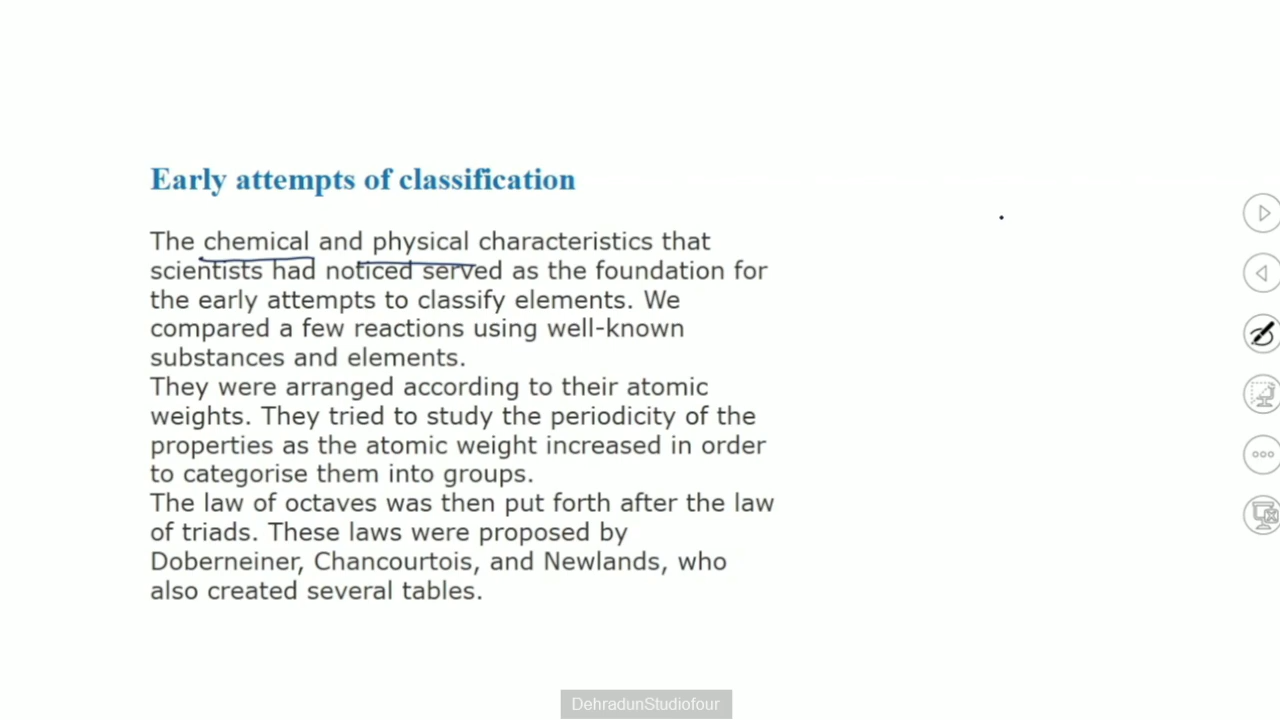 Early attempts of classification
The chemical and physical characteristics that
scientists had noticed served as the foundation for
the early attempts to classify elements. We
compared a few reactions using well-known
substances and elements.
They were arranged according to their atomic
weights. They tried to study the periodicity of the
properties as the atomic weight increased in order
to categorise them into groups.
The law of octaves was then put forth after the law
of triads. These laws were proposed by
Doberneiner, Chancourtois, and Newlands, who
also created several tables.
DehradunStudiofour